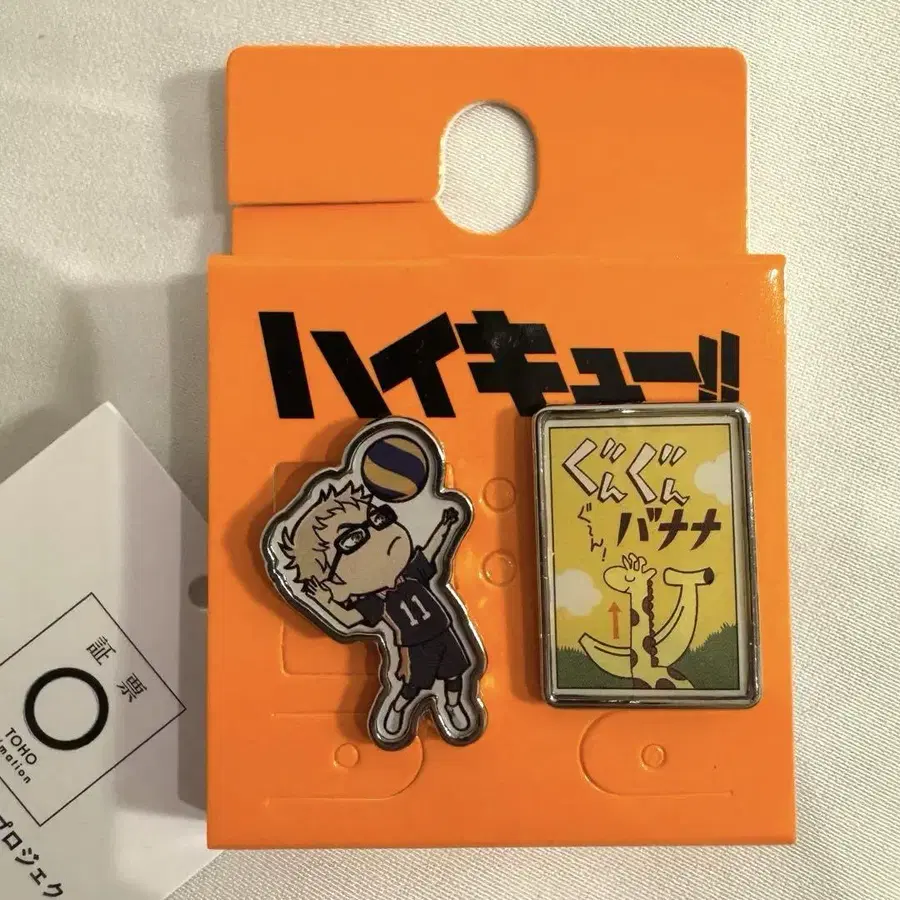 ハイキュー!!
ぐんぐん
バナナ
ぐーん!
11
証票
TOHO
animation
プロジェク